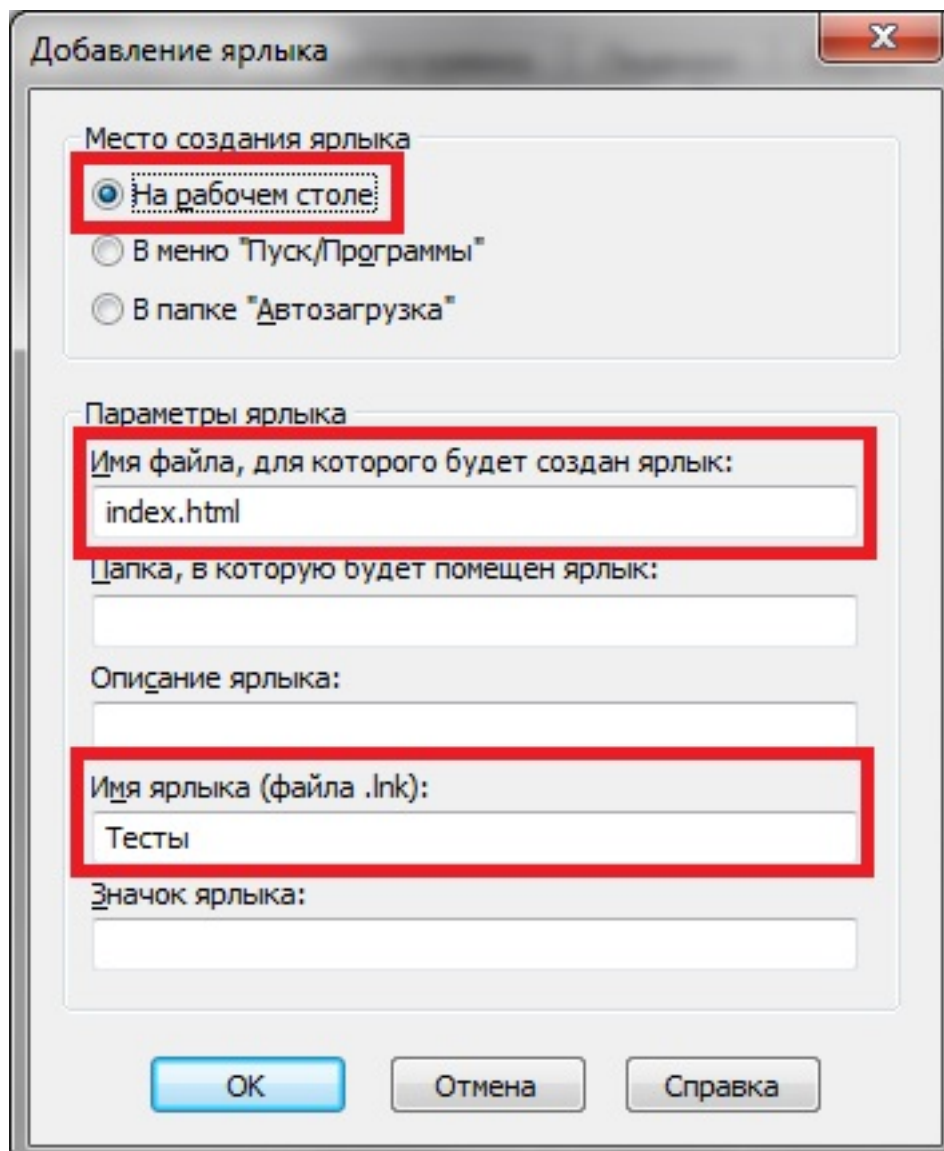 Добавление ярлыка
Место создания ярлыка
На рабочем столе
В меню "Пуск/Программы"
В папке "Автозагрузка"
Параметры ярлыка
Имя файла, для которого будет создан ярлык:
index.html
Папка, в которую будет помещен ярлык:
Описание ярлыка:
Имя ярлыка (файла .lnk):
Тесты
Значок ярлыка:
ОК Отмена Справка